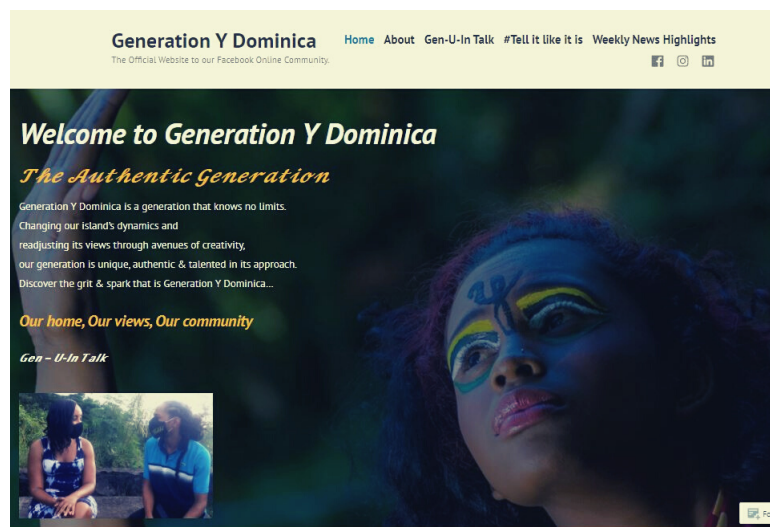 Generation Y Dominica
The Official Website to our Facebook Online Community.
Home About Gen-U-In Talk #Tell it like it is Weekly News Highlights
Welcome to Generation Y Dominica
The Authentic Generation
Generation Y Dominica is a generation that knows no limits.
Changing our island's dynamics and
readjusting its views through avenues of creativity,
our generation is unique, authentic & talented in its approach.
Discover the grit & spark that is Generation Y Dominica...
Our home, Our views, Our community
Gen – U-In Talk